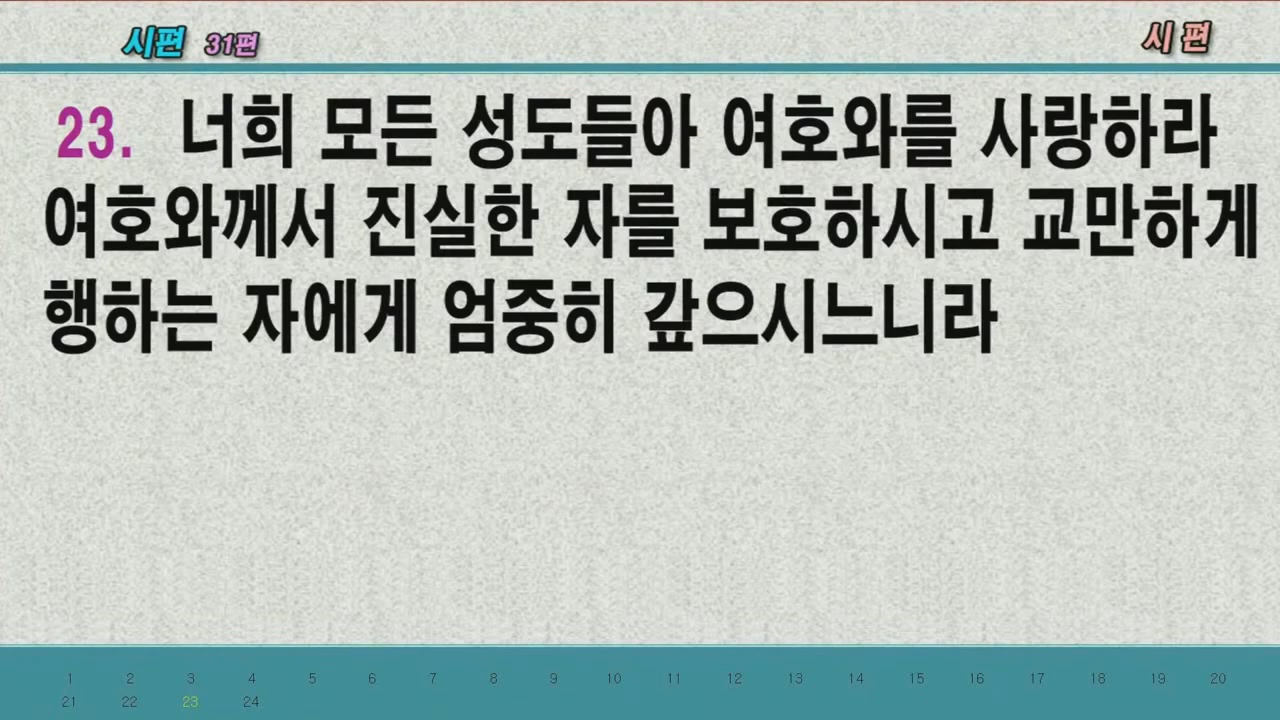 시편 31편 시 편
23. 너희 모든 성도들아 여호와를 사랑하라
여호와께서 진실한 자를 보호하시고 교만하게
행하는 자에게 엄중히 갚으시느니라
1 2 3 4 5 6 7 8 9 10 11 12 13 14 15 16 17 18 19 20
21 22 23 24